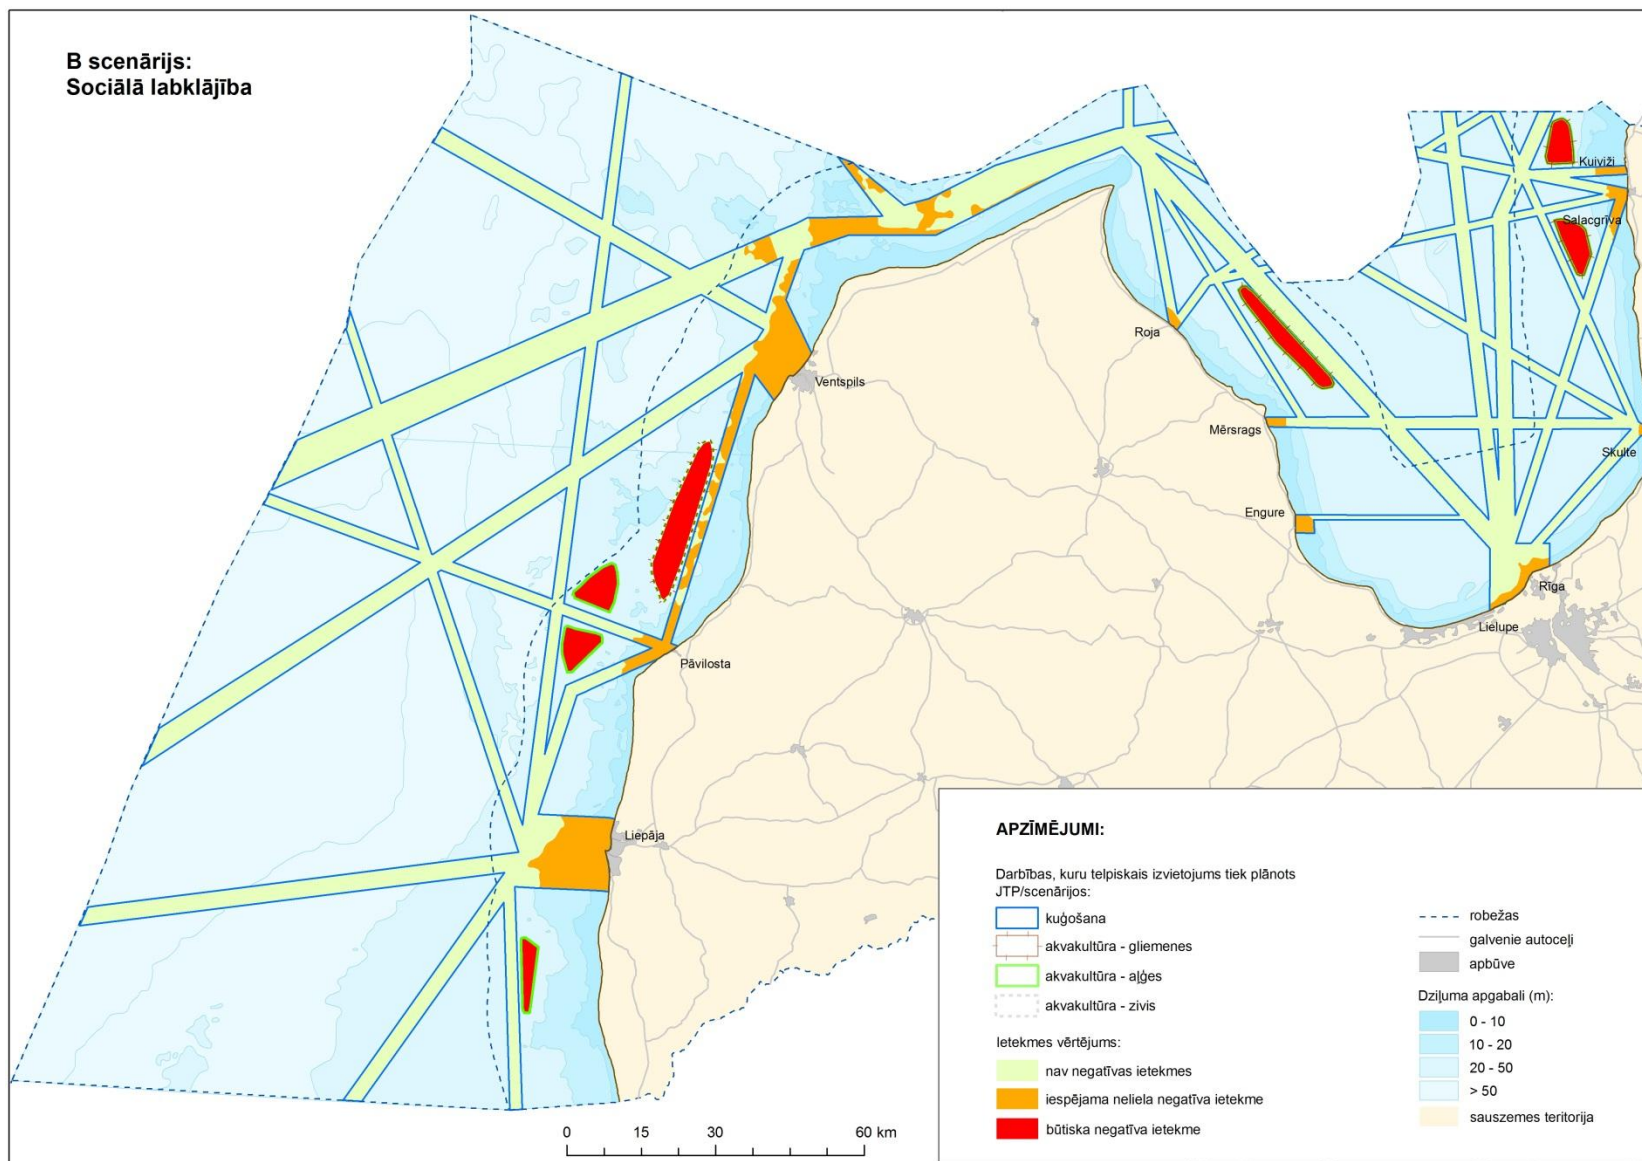 B scenārijs:
Sociālā labklājība
Kuiviži
Salacgrīva
Roja
Ventspils
Mērsrags
Skulte
Engure
Rīga
Lielupe
Pāvilosta
Liepāja
APZĪMĒJUMI:
Darbības, kuru telpiskais izvietojums tiek plānots
JTP/scenārijos:
kuģošana
akvakultūra - gliemenes
akvakultūra - aļģes
akvakultūra - zivis
Ietekmes vērtējums:
nav negatīvas ietekmes
iespējama neliela negatīva ietekme
būtiska negatīva ietekme
robežas
galvenie autoceļi
apbūve
Dziļuma apgabali (m):
0 - 10
10 - 20
20 - 50
> 50
sauszemes teritorija
0 15 30 60 km